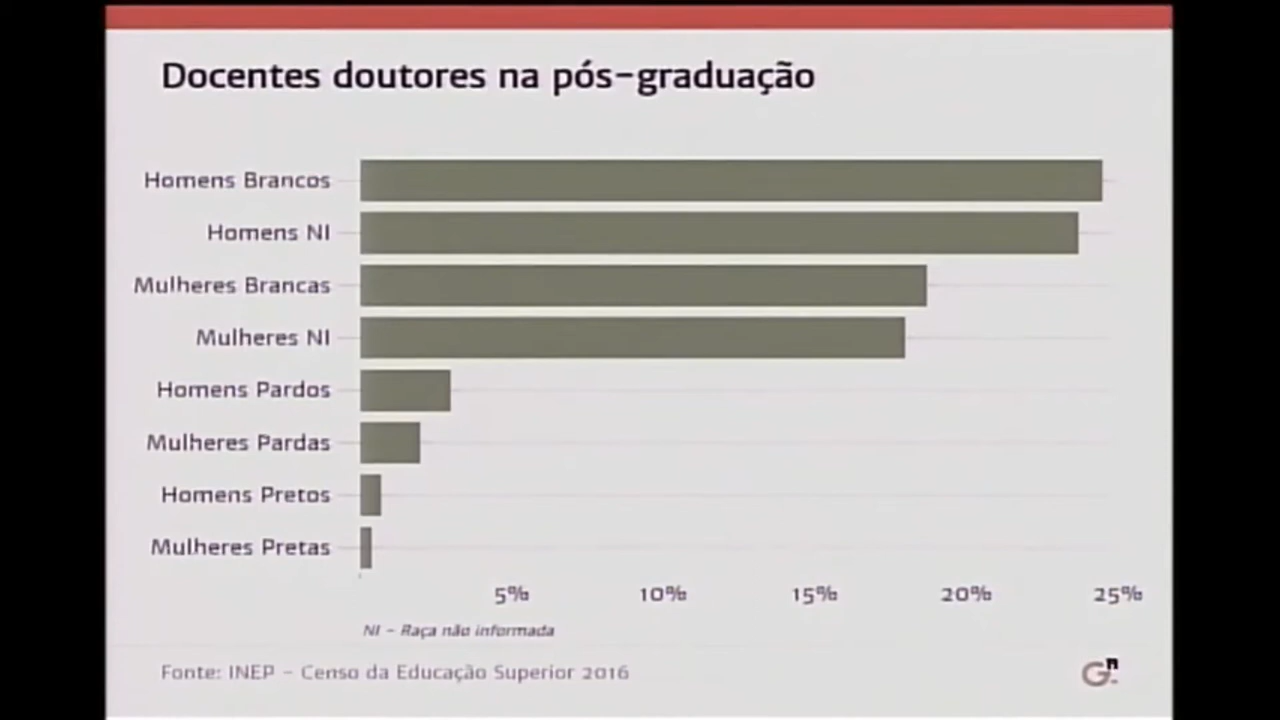 Docentes doutores na pós-graduação
Homens Brancos
Homens NI
Mulheres Brancas
Mulheres NI
Homens Pardos
Mulheres Pardas
Homens Pretos
Mulheres Pretas
5% 10% 15% 20% 25%
NI - Raça não informada
Fonte: INEP - Censo da Educação Superior 2016
Gn